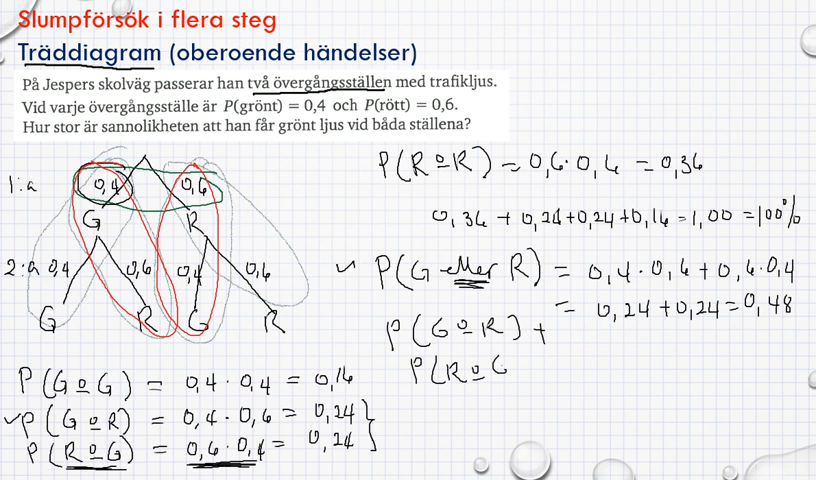 Slumpförsök i flera steg
Träddiagram (oberoende händelser)
På Jespers skolväg passerar han två övergångsställen med trafikljus.
Vid varje övergångsställe är P(grönt) = 0,4 och P(rött) = 0,6.
Hur stor är sannolikheten att han får grönt ljus vid båda ställena?
1:a 0,4 0,6
G R
2:a 0,4 0,6 0,4 0,6
G R G R
P(G o G) = 0,4 · 0,4 = 0,16
P(G o R) = 0,4 · 0,6 = 0,24
P(R o G) = 0,6 · 0,4 = 0,24
P(R o R) = 0,6 · 0,6 = 0,36
0,36 + 0,24 + 0,24 + 0,16 = 1,00 = 100%
P(G eller R) = 0,4 · 0,6 + 0,6 · 0,4
= 0,24 + 0,24 = 0,48
P(G o R) +
P(R o G